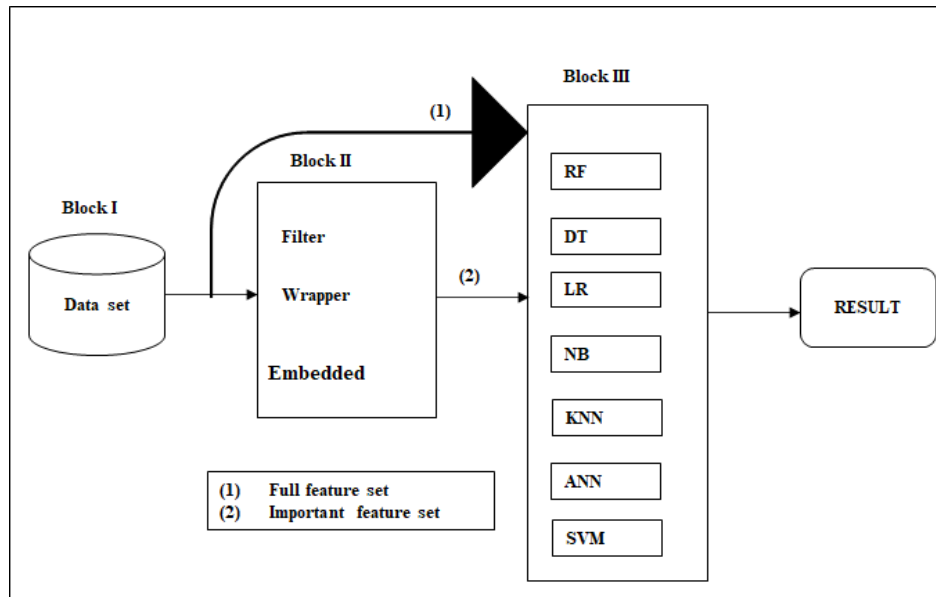 Block III
(1)
Block II
Block I
Data set
Filter
Wrapper
Embedded
(2)
RF
DT
LR
NB
KNN
ANN
SVM
RESULT
(1) Full feature set
(2) Important feature set